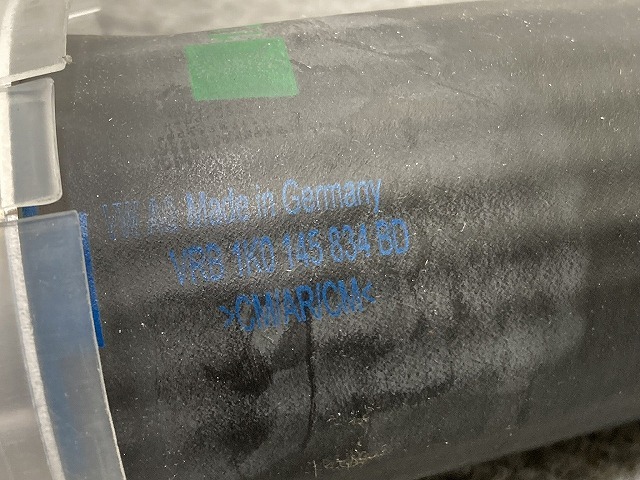 VW AG Made in Germany
VRB 1K0 145 834 BD
>CM/AR/CM<